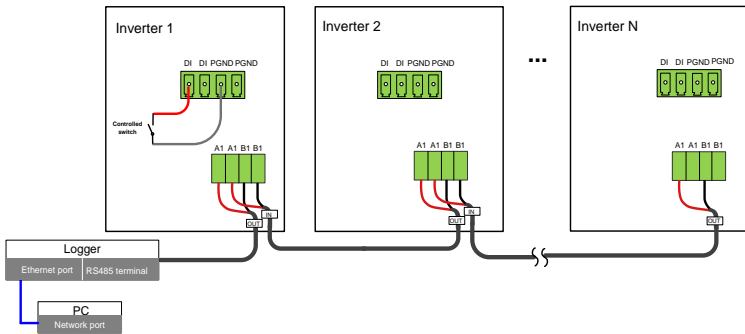 Inverter 1
DI DI PGND PGND
Controlled
switch
A1 A1 B1 B1
IN
OUT
Inverter 2
DI DI PGND PGND
A1 A1 B1 B1
IN
OUT
...
Inverter N
DI DI PGND PGND
A1 A1 B1 B1
OUT
Logger
Ethernet port RS485 terminal
PC
Network port